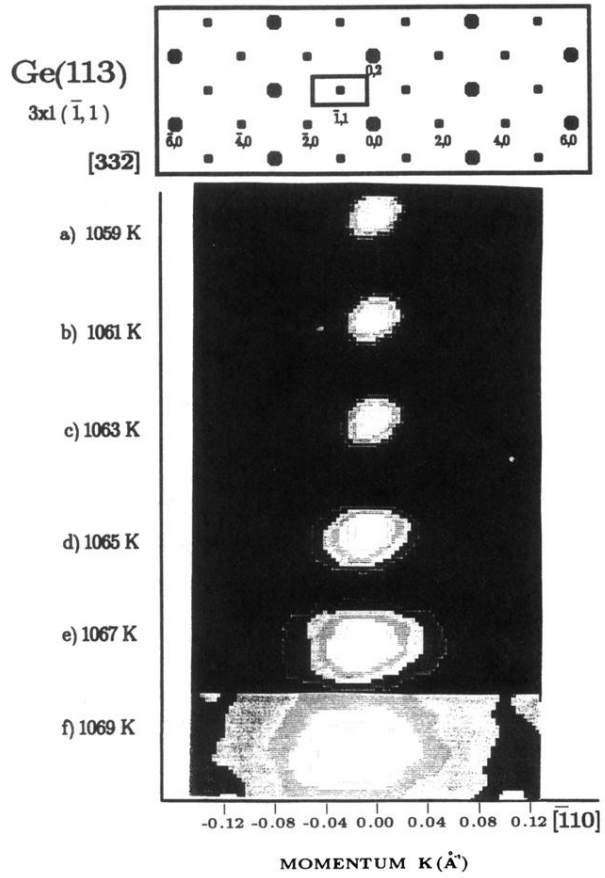 Ge(113)
3x1 (1̅,1)
[332̅]
0,2
1̅,1
6̅,0 4̅,0 2̅,0 0,0 2,0 4,0 6,0
a) 1059 K
b) 1061 K
c) 1063 K
d) 1065 K
e) 1067 K
f) 1069 K
-0.12 -0.08 -0.04 0.00 0.04 0.08 0.12 [1̅10]
MOMENTUM K(Å⁻¹)